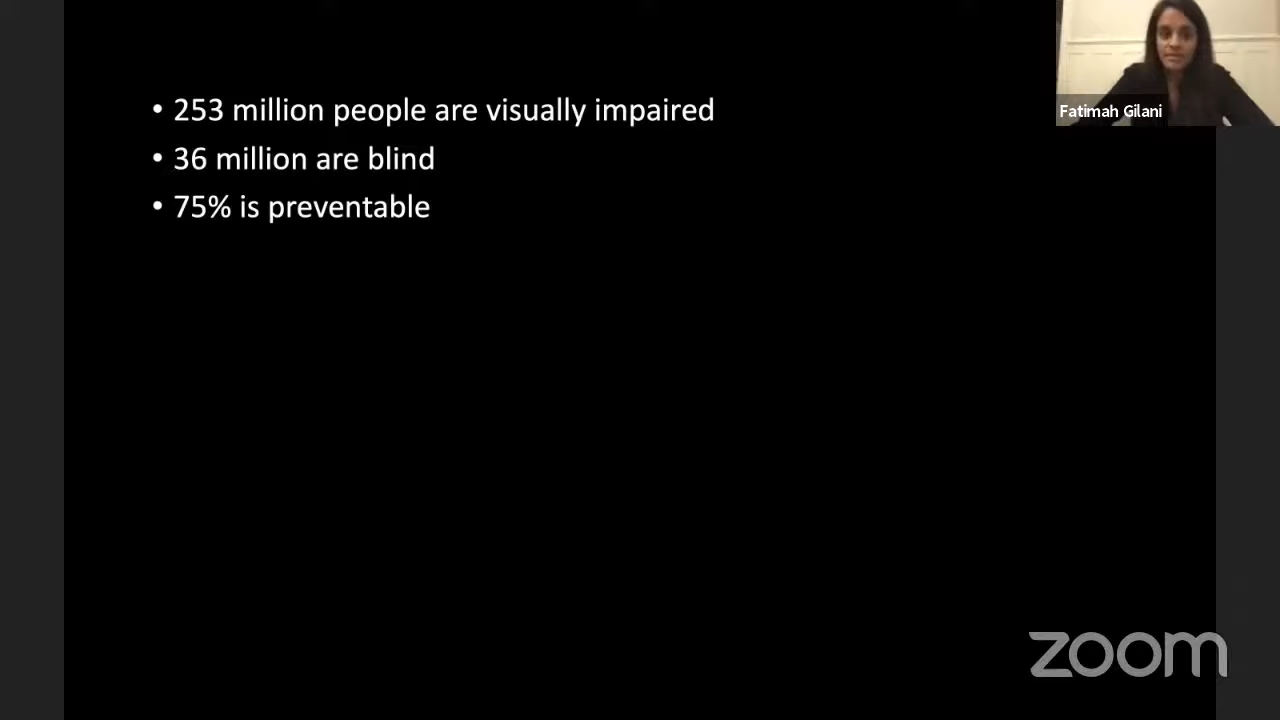 • 253 million people are visually impaired
• 36 million are blind
• 75% is preventable
Fatimah Gilani
zoom